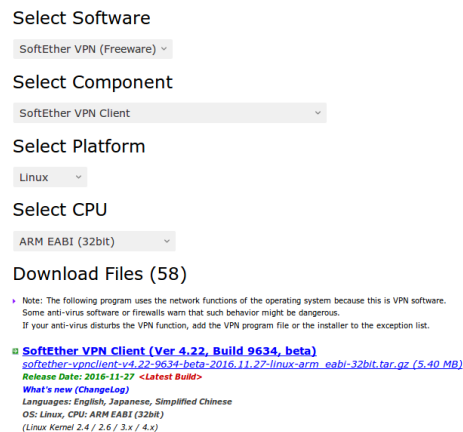 Select Software
SoftEther VPN (Freeware)
Select Component
SoftEther VPN Client
Select Platform
Linux
Select CPU
ARM EABI (32bit)
Download Files (58)
Note: The following program uses the network functions of the operating system because this is VPN software.
Some anti-virus software or firewalls warn that such behavior might be dangerous.
If your anti-virus disturbs the VPN function, add the VPN program file or the installer to the exception list.
SoftEther VPN Client (Ver 4.22, Build 9634, beta)
softether-vpnclient-v4.22-9634-beta-2016.11.27-linux-arm_eabi-32bit.tar.gz (5.40 MB)
Release Date: 2016-11-27 <Latest Build>
What's new (ChangeLog)
Languages: English, Japanese, Simplified Chinese
OS: Linux, CPU: ARM EABI (32bit)
(Linux Kernel 2.4 / 2.6 / 3.x / 4.x)